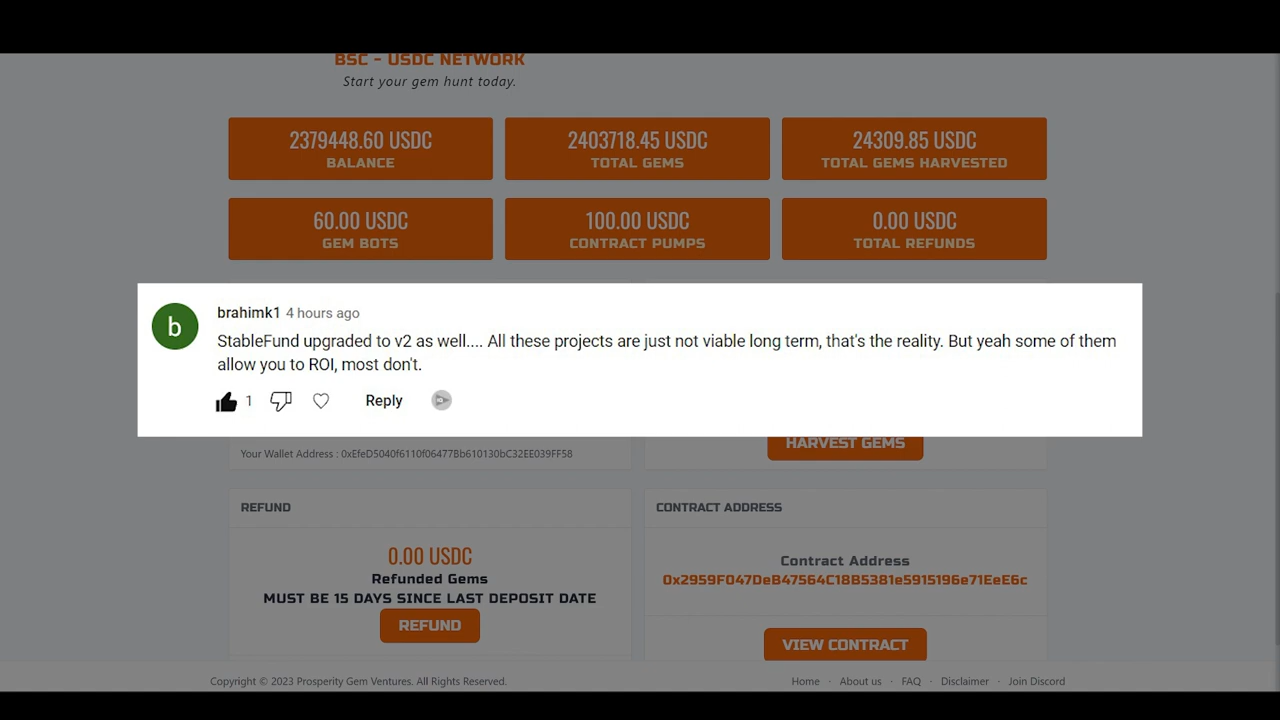 BSC - USDC NETWORK
Start your gem hunt today.
2379448.60 USDC
BALANCE
2403718.45 USDC
TOTAL GEMS
24309.85 USDC
TOTAL GEMS HARVESTED
60.00 USDC
GEM BOTS
100.00 USDC
CONTRACT PUMPS
0.00 USDC
TOTAL REFUNDS
b
brahimk1 4 hours ago
StableFund upgraded to v2 as well.... All these projects are just not viable long term, that's the reality. But yeah some of them
allow you to ROI, most don't.
1
Reply
Your Wallet Address : 0xEfeD5040f6110f06477Bb610130bC32EE039FF58
HARVEST GEMS
REFUND
0.00 USDC
Refunded Gems
MUST BE 15 DAYS SINCE LAST DEPOSIT DATE
REFUND
CONTRACT ADDRESS
Contract Address
0x2959F047DeB47564C18B5381e5915196e71EeE6c
VIEW CONTRACT
Copyright © 2023 Prosperity Gem Ventures. All Rights Reserved.
Home · About us · FAQ · Disclaimer · Join Discord